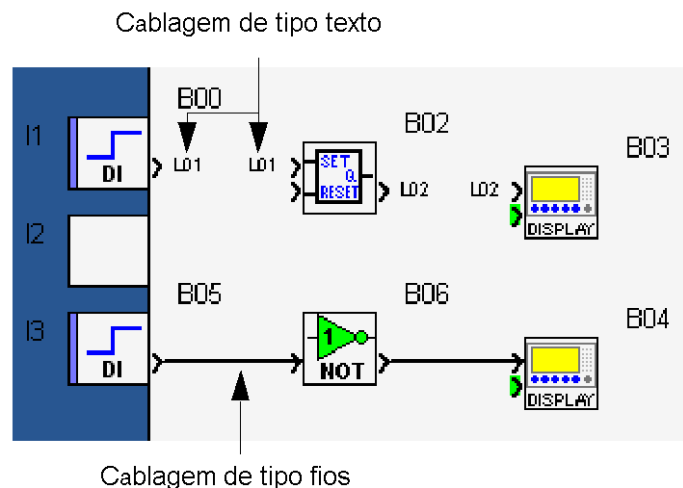 Cablagem de tipo texto
B00
I1
DI
L01
L01
SET
Q
RESET
B02
L02
L02
B03
DISPLAY
I2
B05
I3
DI
1
NOT
B06
B04
DISPLAY
Cablagem de tipo fios